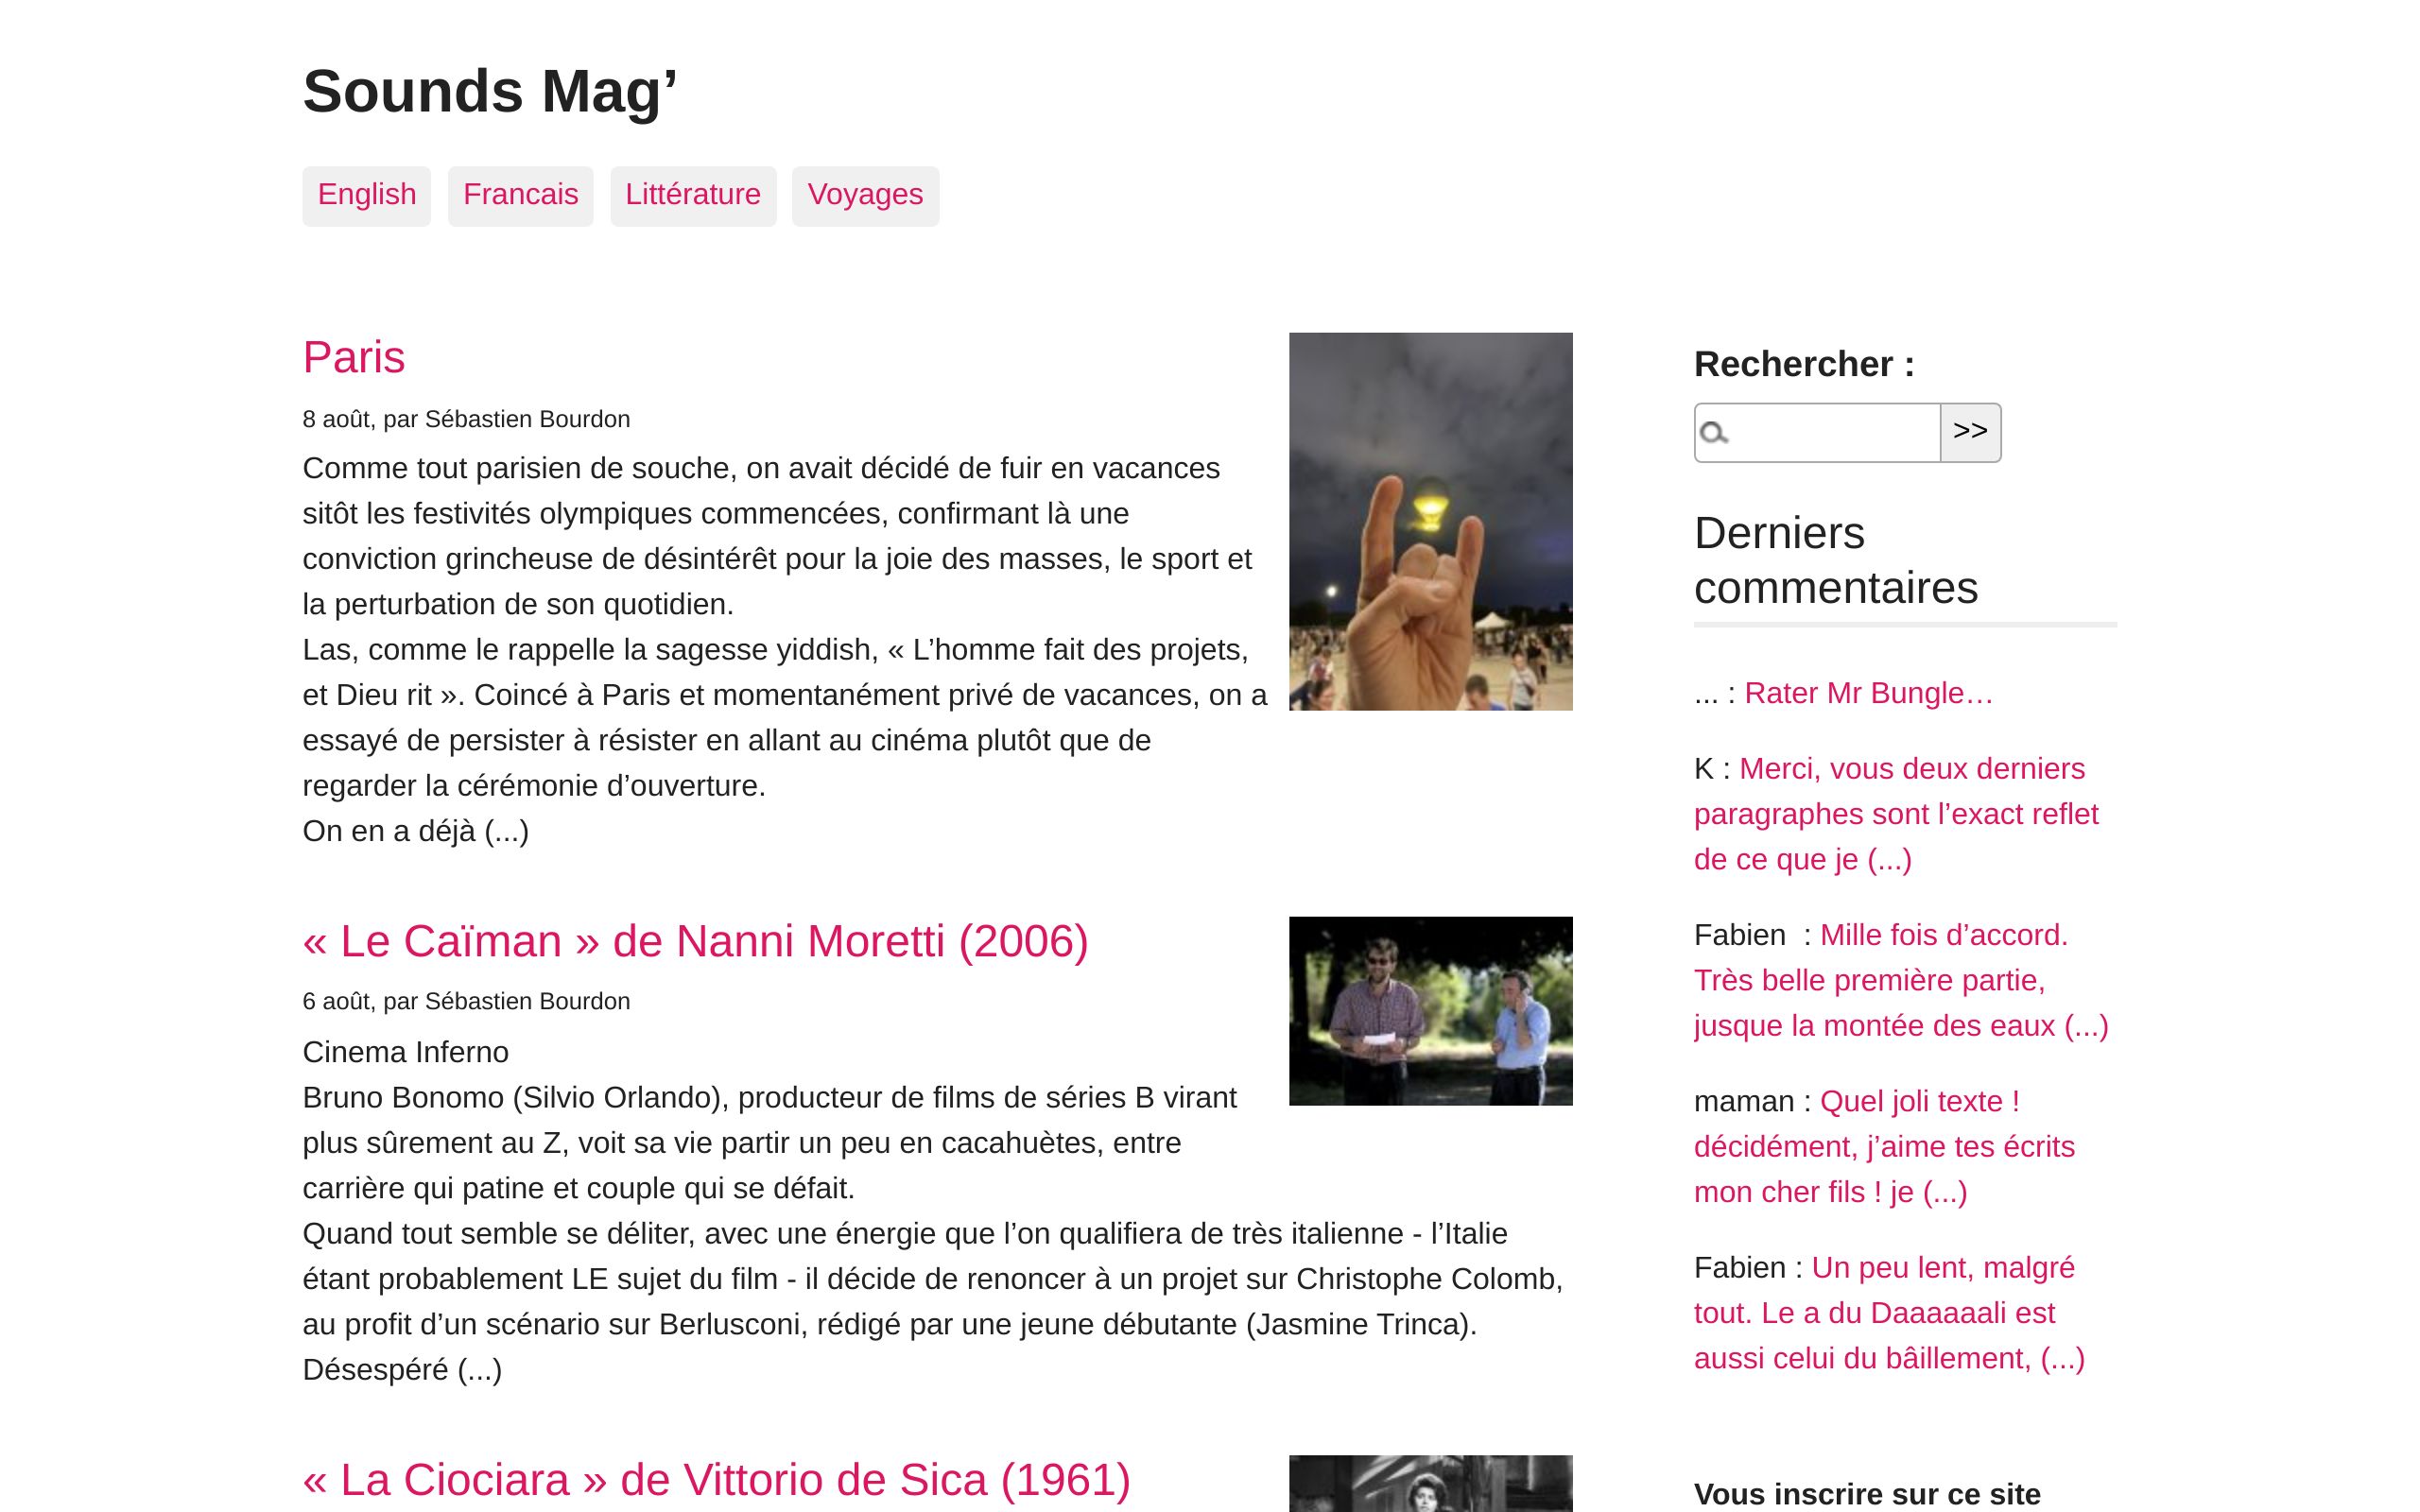 Sounds Mag’
English
Francais
Littérature
Voyages
Paris
8 août, par Sébastien Bourdon
Comme tout parisien de souche, on avait décidé de fuir en vacances
sitôt les festivités olympiques commencées, confirmant là une
conviction grincheuse de désintérêt pour la joie des masses, le sport et
la perturbation de son quotidien.
Las, comme le rappelle la sagesse yiddish, « L’homme fait des projets,
et Dieu rit ». Coincé à Paris et momentanément privé de vacances, on a
essayé de persister à résister en allant au cinéma plutôt que de
regarder la cérémonie d’ouverture.
On en a déjà (...)
« Le Caïman » de Nanni Moretti (2006)
6 août, par Sébastien Bourdon
Cinema Inferno
Bruno Bonomo (Silvio Orlando), producteur de films de séries B virant
plus sûrement au Z, voit sa vie partir un peu en cacahuètes, entre
carrière qui patine et couple qui se défait.
Quand tout semble se déliter, avec une énergie que l’on qualifiera de très italienne - l’Italie
étant probablement LE sujet du film - il décide de renoncer à un projet sur Christophe Colomb,
au profit d’un scénario sur Berlusconi, rédigé par une jeune débutante (Jasmine Trinca).
Désespéré (...)
« La Ciociara » de Vittorio de Sica (1961)
Rechercher :
>>
Derniers
commentaires
... : Rater Mr Bungle…
K : Merci, vous deux derniers
paragraphes sont l’exact reflet
de ce que je (...)
Fabien  : Mille fois d’accord.
Très belle première partie,
jusque la montée des eaux (...)
maman : Quel joli texte !
décidément, j’aime tes écrits
mon cher fils ! je (...)
Fabien : Un peu lent, malgré
tout. Le a du Daaaaaali est
aussi celui du bâillement, (...)
Vous inscrire sur ce site